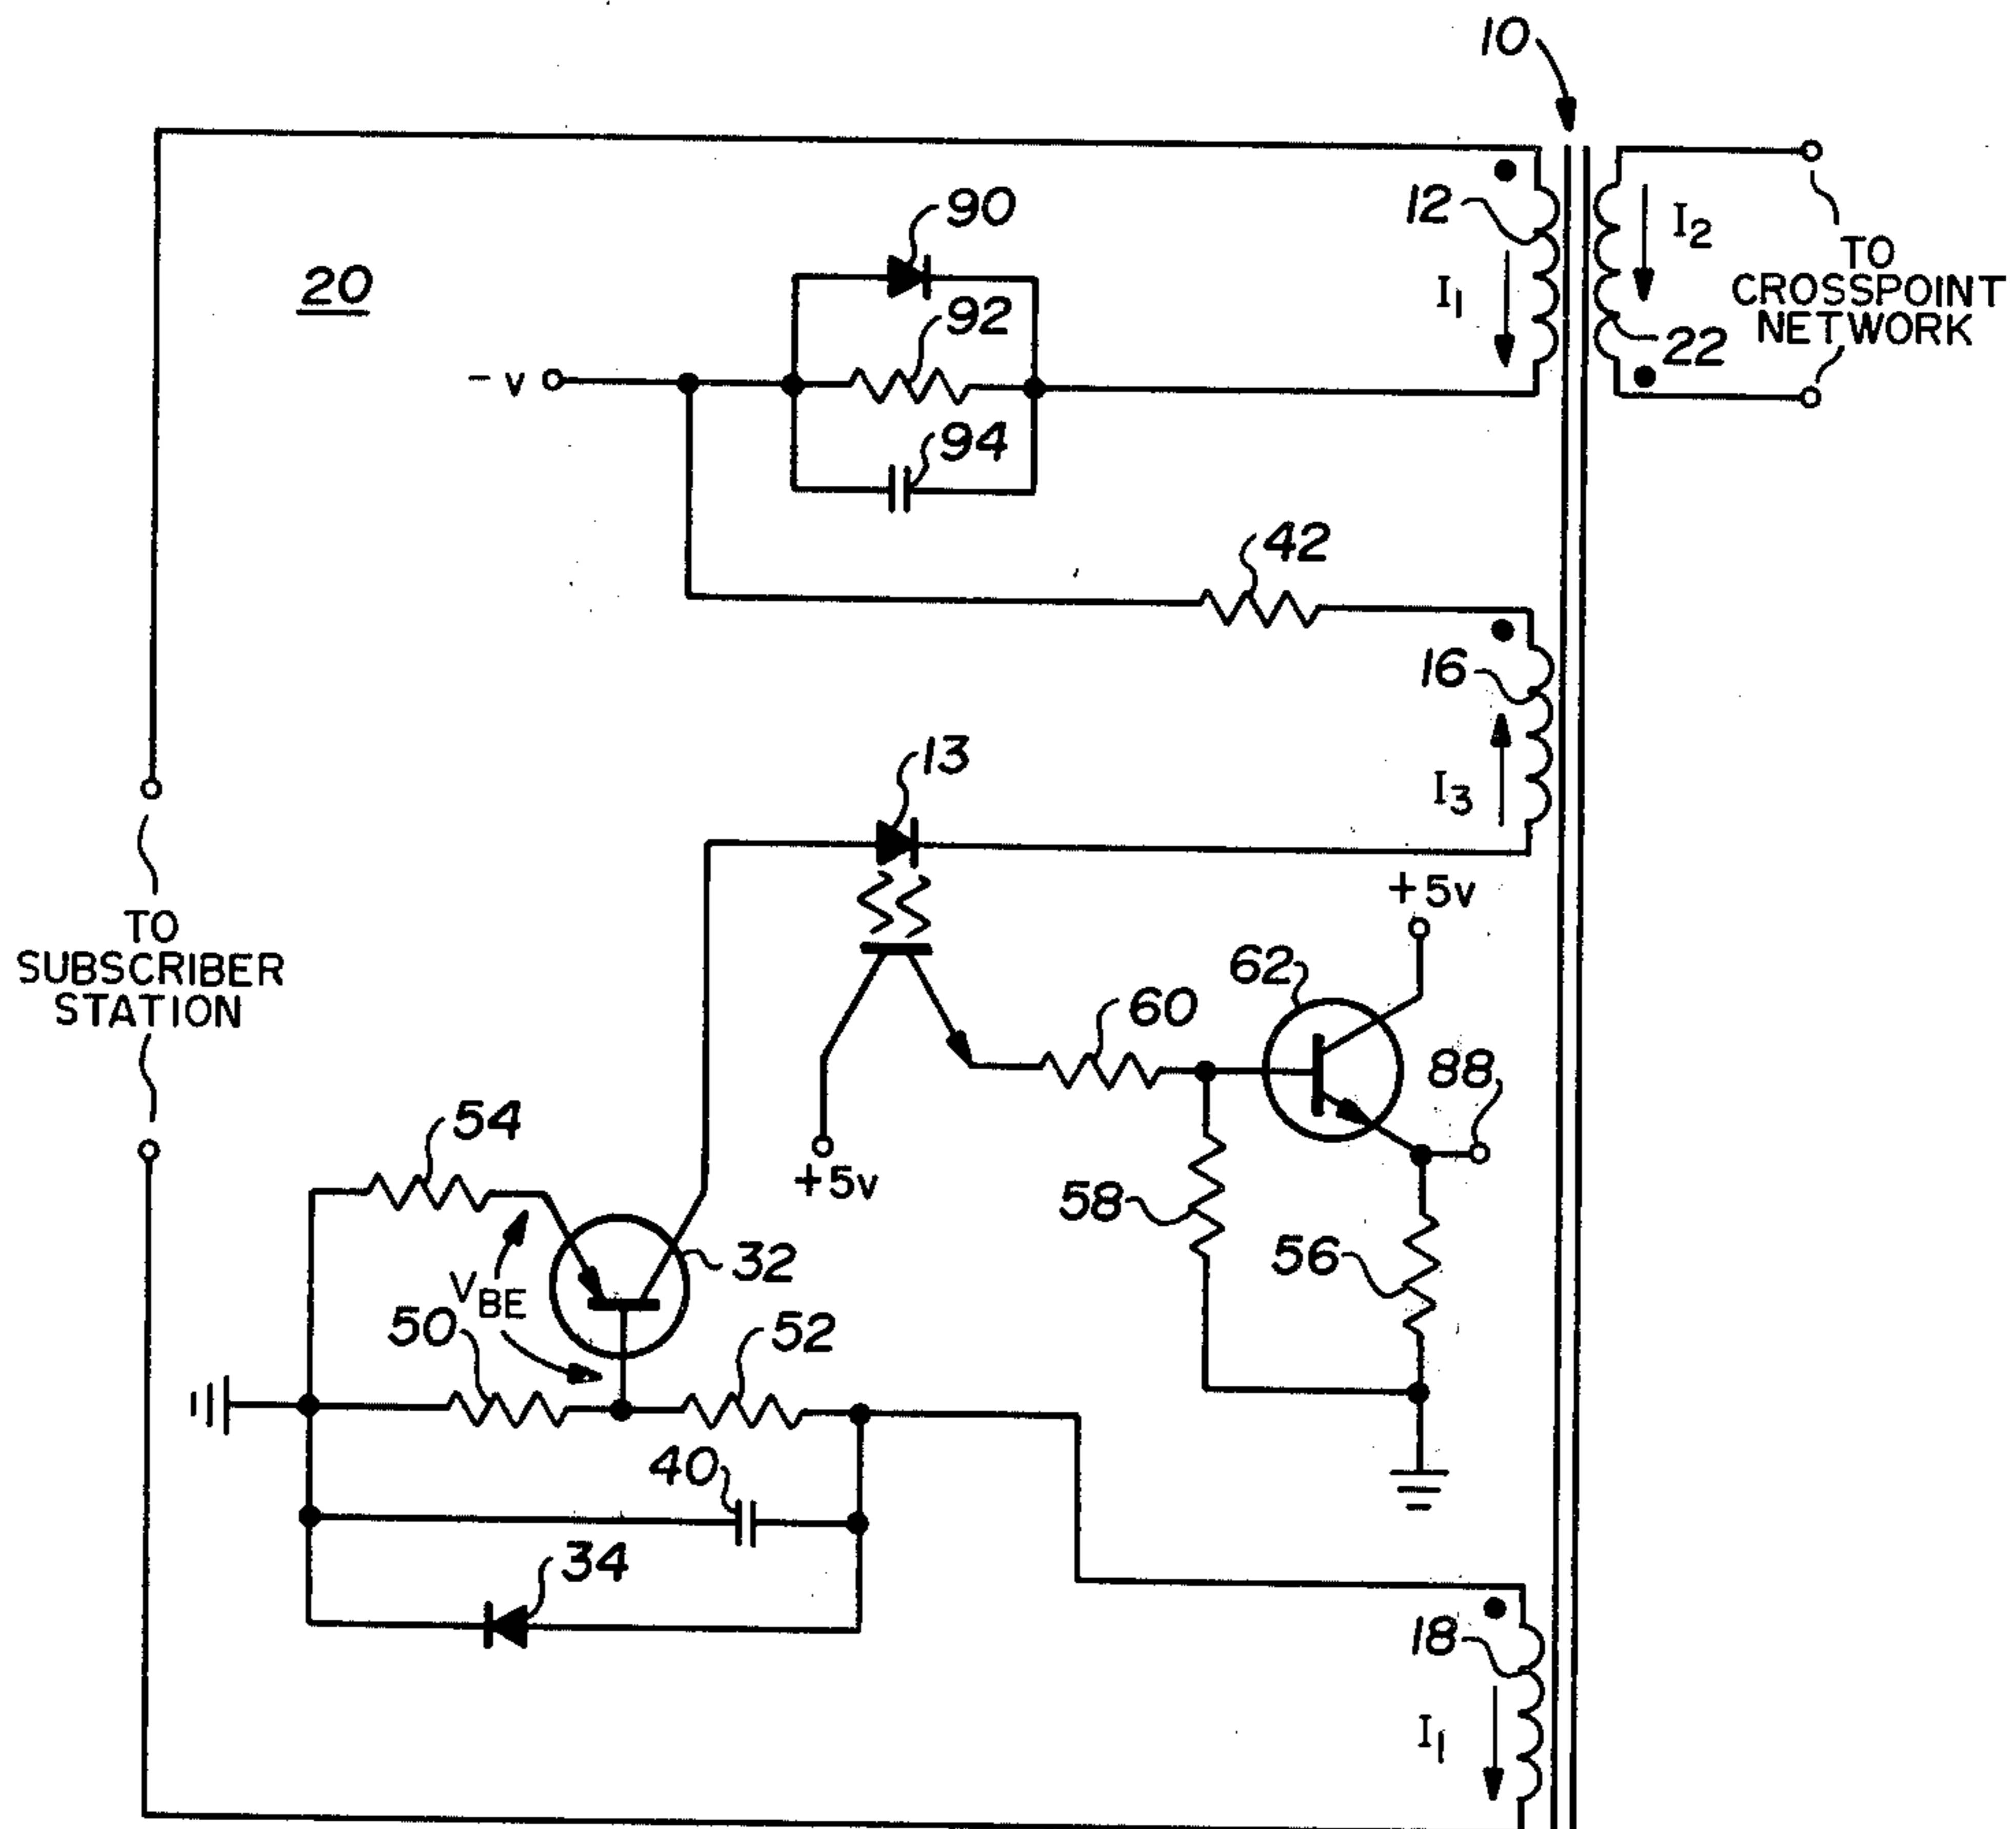 10
12
I1
I2
TO
CROSSPOINT
NETWORK
22
90
20
92
- V
94
42
16
I3
13
+5V
TO
SUBSCRIBER
STATION
62
60
88
54
+5V
58
32
56
VBE
50
52
40
34
18
I1